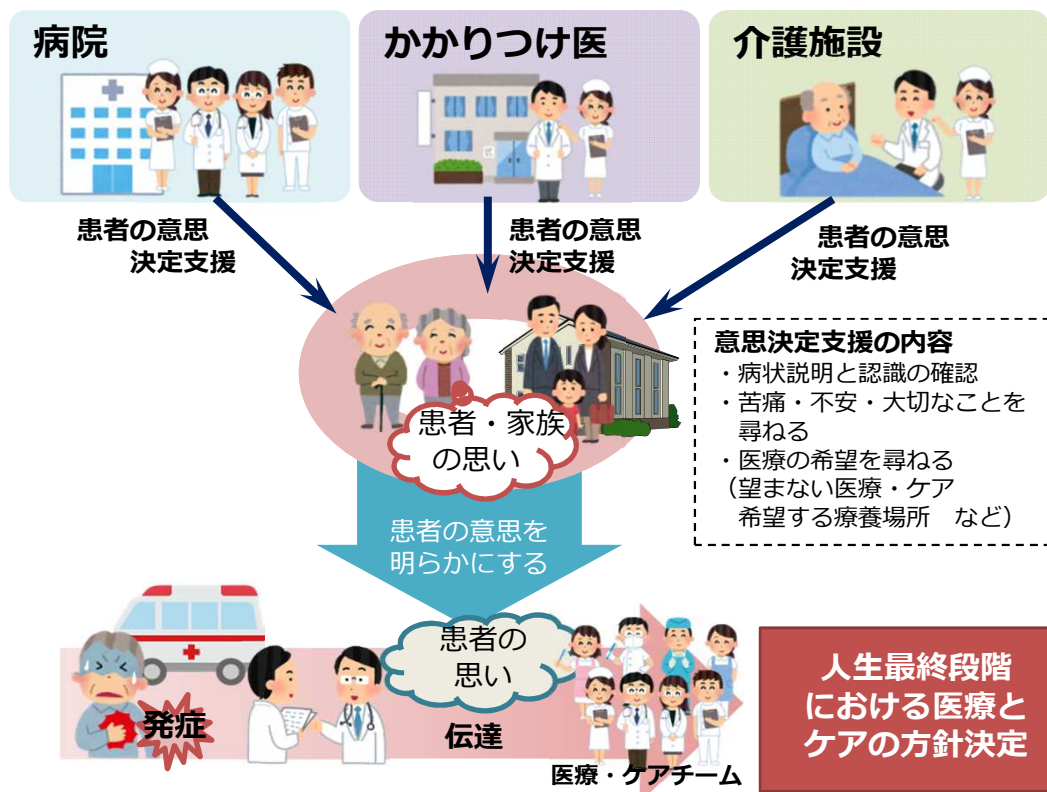 病院
かかりつけ医
介護施設
患者の意思
決定支援
患者の意思
決定支援
患者の意思
決定支援
意思決定支援の内容
・病状説明と認識の確認
・苦痛・不安・大切なことを
尋ねる
・医療の希望を尋ねる
（望まない医療・ケア
希望する療養場所　など）
患者・家族
の思い
患者の意思を
明らかにする
患者の
思い
発症
伝達
医療・ケアチーム
人生最終段階
における医療と
ケアの方針決定